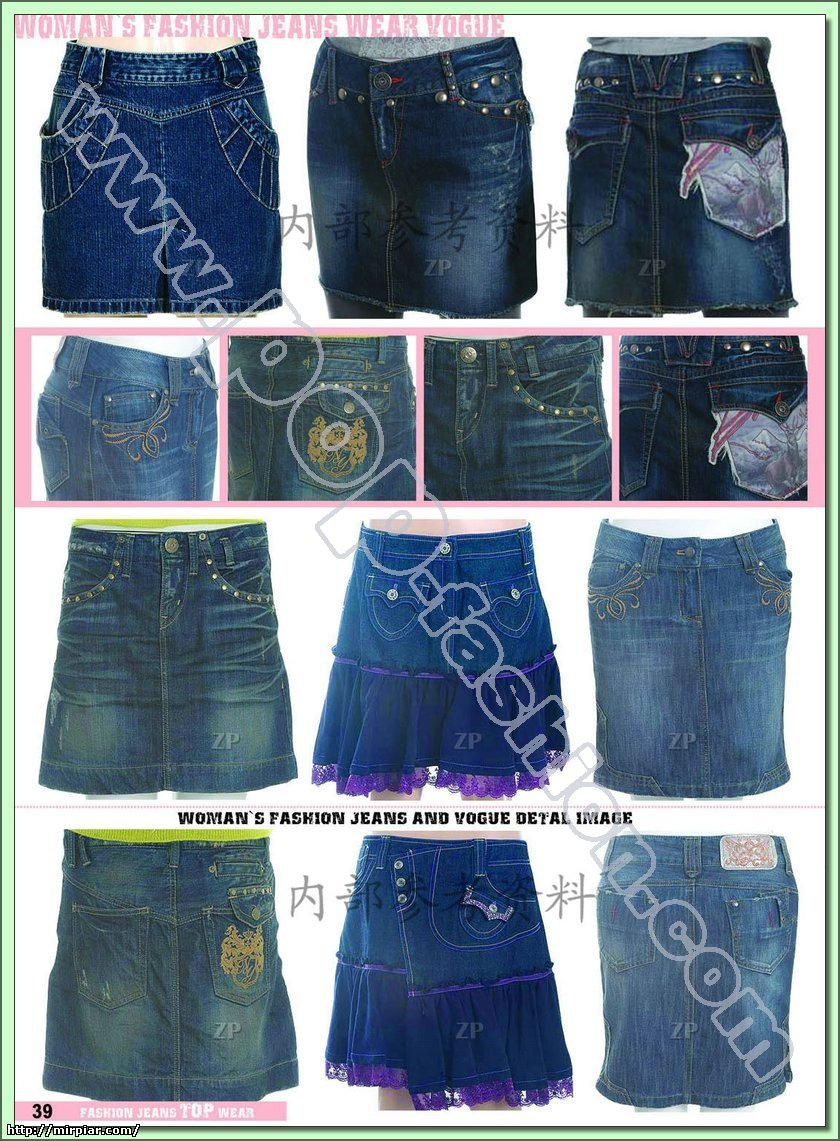 WOMAN`S FASHION JEANS WEAR VOGUE
www.pop-fashion.com
内部参考资料
ZP
ZP
ZP
ZP
ZP
WOMAN`S FASHION JEANS AND VOGUE DETAL IMAGE
内部参考资料
ZP
ZP
ZP
39 FASHION JEANS TOP WEAR
http://mirpiar.com/